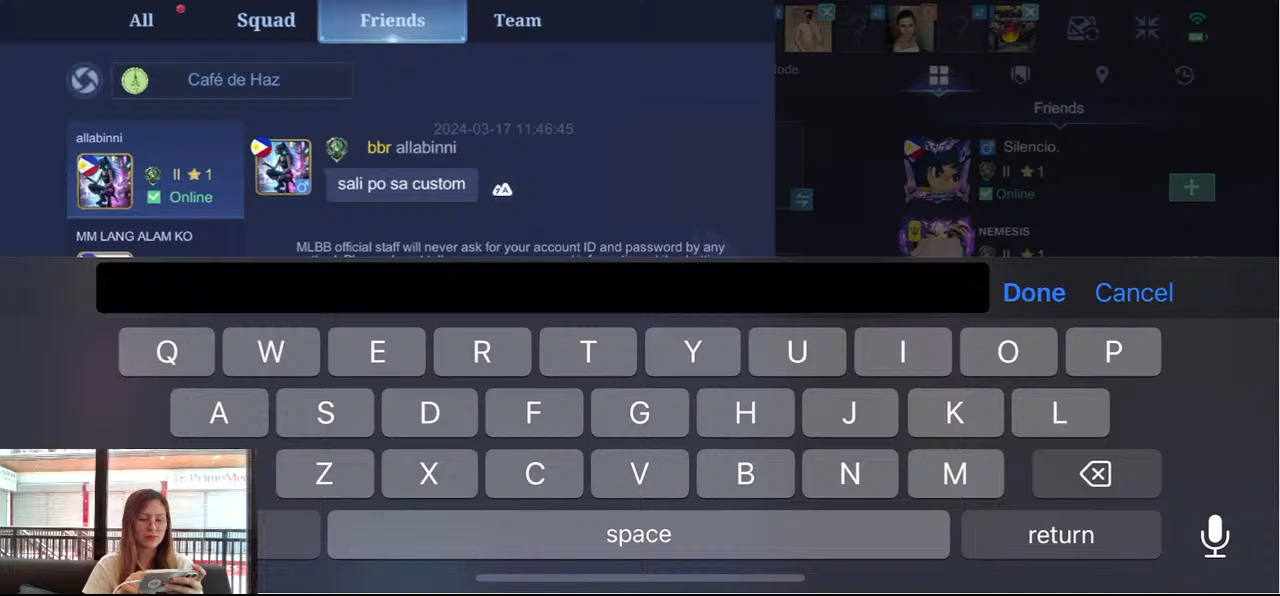 All
Squad
Friends
Team
Café de Haz
2024-03-17 11:46:45
allabinni
II 1
Online
bbr allabinni
sali po sa custom
MM LANG ALAM KO
MLBB official staff will never ask for your account ID and password by any
Friends
Silencio.
II 1
Online
NEMESIS
II 1
Done
Cancel
Q W E R T Y U I O P
A S D F G H J K L
Z X C V B N M
space
return